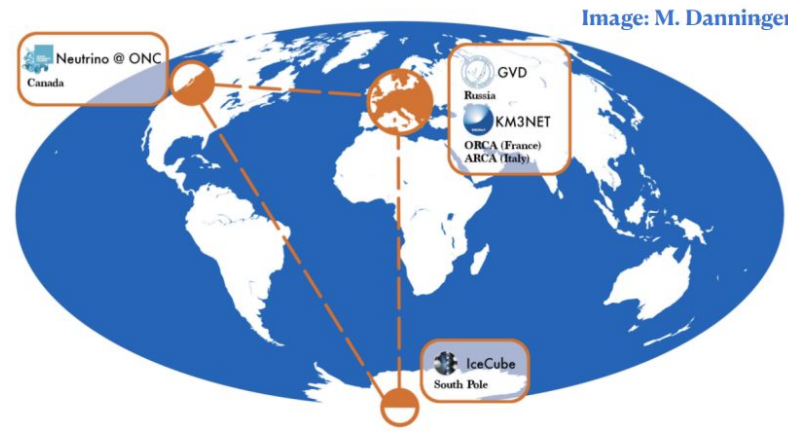 Image: M. Danninger
Neutrino @ ONC
Canada
GVD
Russia
KM3NET
ORCA (France)
ARCA (Italy)
IceCube
South Pole